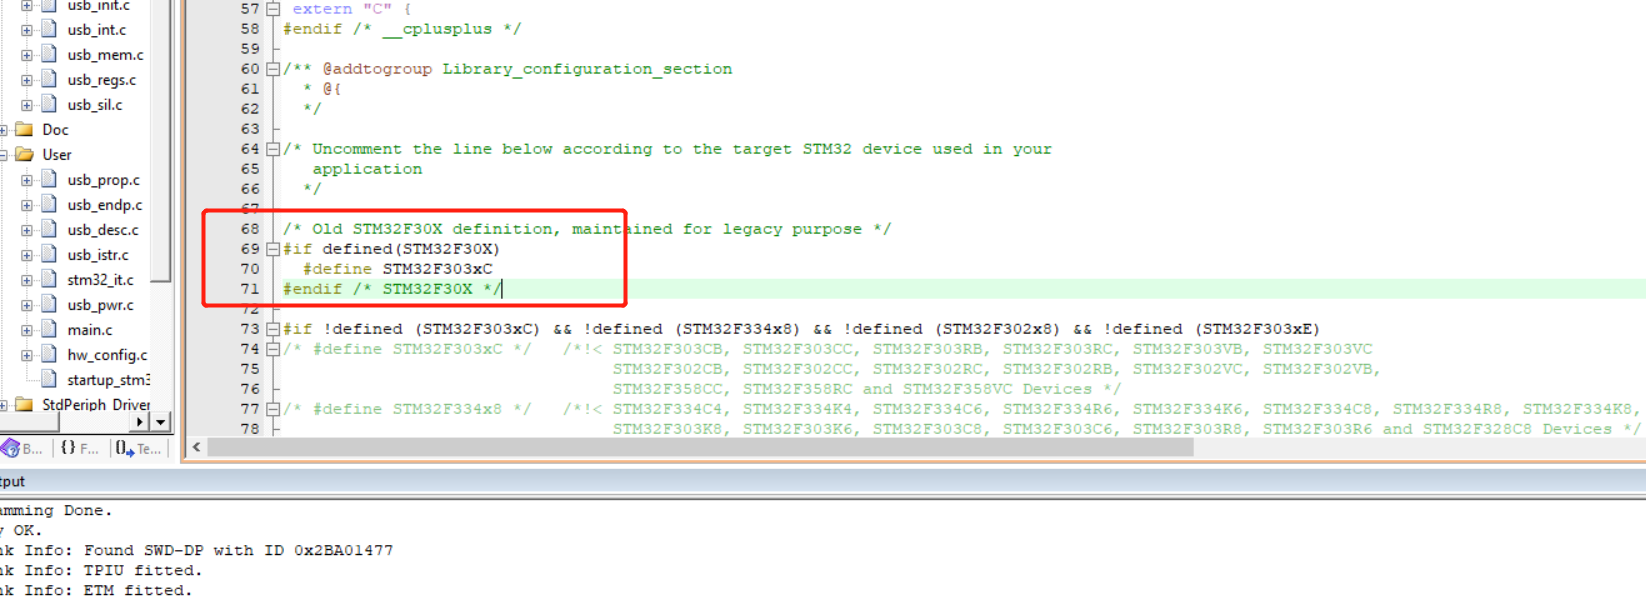 usb_init.c
usb_int.c
usb_mem.c
usb_regs.c
usb_sil.c
Doc
User
usb_prop.c
usb_endp.c
usb_desc.c
usb_istr.c
stm32_it.c
usb_pwr.c
main.c
hw_config.c
startup_stm3
StdPeriph_Driver
B...
{} F...
Te...
57 extern "C" {
58 #endif /* __cplusplus */
59
60 /** @addtogroup Library_configuration_section
61 * @{
62 */
63
64 /* Uncomment the line below according to the target STM32 device used in your
65 application
66 */
67
68 /* Old STM32F30X definition, maintained for legacy purpose */
69 #if defined(STM32F30X)
70 #define STM32F303xC
71 #endif /* STM32F30X */
72
73 #if !defined (STM32F303xC) && !defined (STM32F334x8) && !defined (STM32F302x8) && !defined (STM32F303xE)
74 /* #define STM32F303xC */ /*!< STM32F303CB, STM32F303CC, STM32F303RB, STM32F303RC, STM32F303VB, STM32F303VC
75 STM32F302CB, STM32F302CC, STM32F302RC, STM32F302RB, STM32F302VC, STM32F302VB,
76 STM32F358CC, STM32F358RC and STM32F358VC Devices */
77 /* #define STM32F334x8 */ /*!< STM32F334C4, STM32F334K4, STM32F334C6, STM32F334R6, STM32F334K6, STM32F334C8, STM32F334R8, STM32F334K8,
78 STM32F303K8, STM32F303K6, STM32F303C8, STM32F303C6, STM32F303R8, STM32F303R6 and STM32F328C8 Devices */
tput
amming Done.
y OK.
nk Info: Found SWD-DP with ID 0x2BA01477
nk Info: TPIU fitted.
nk Info: ETM fitted.